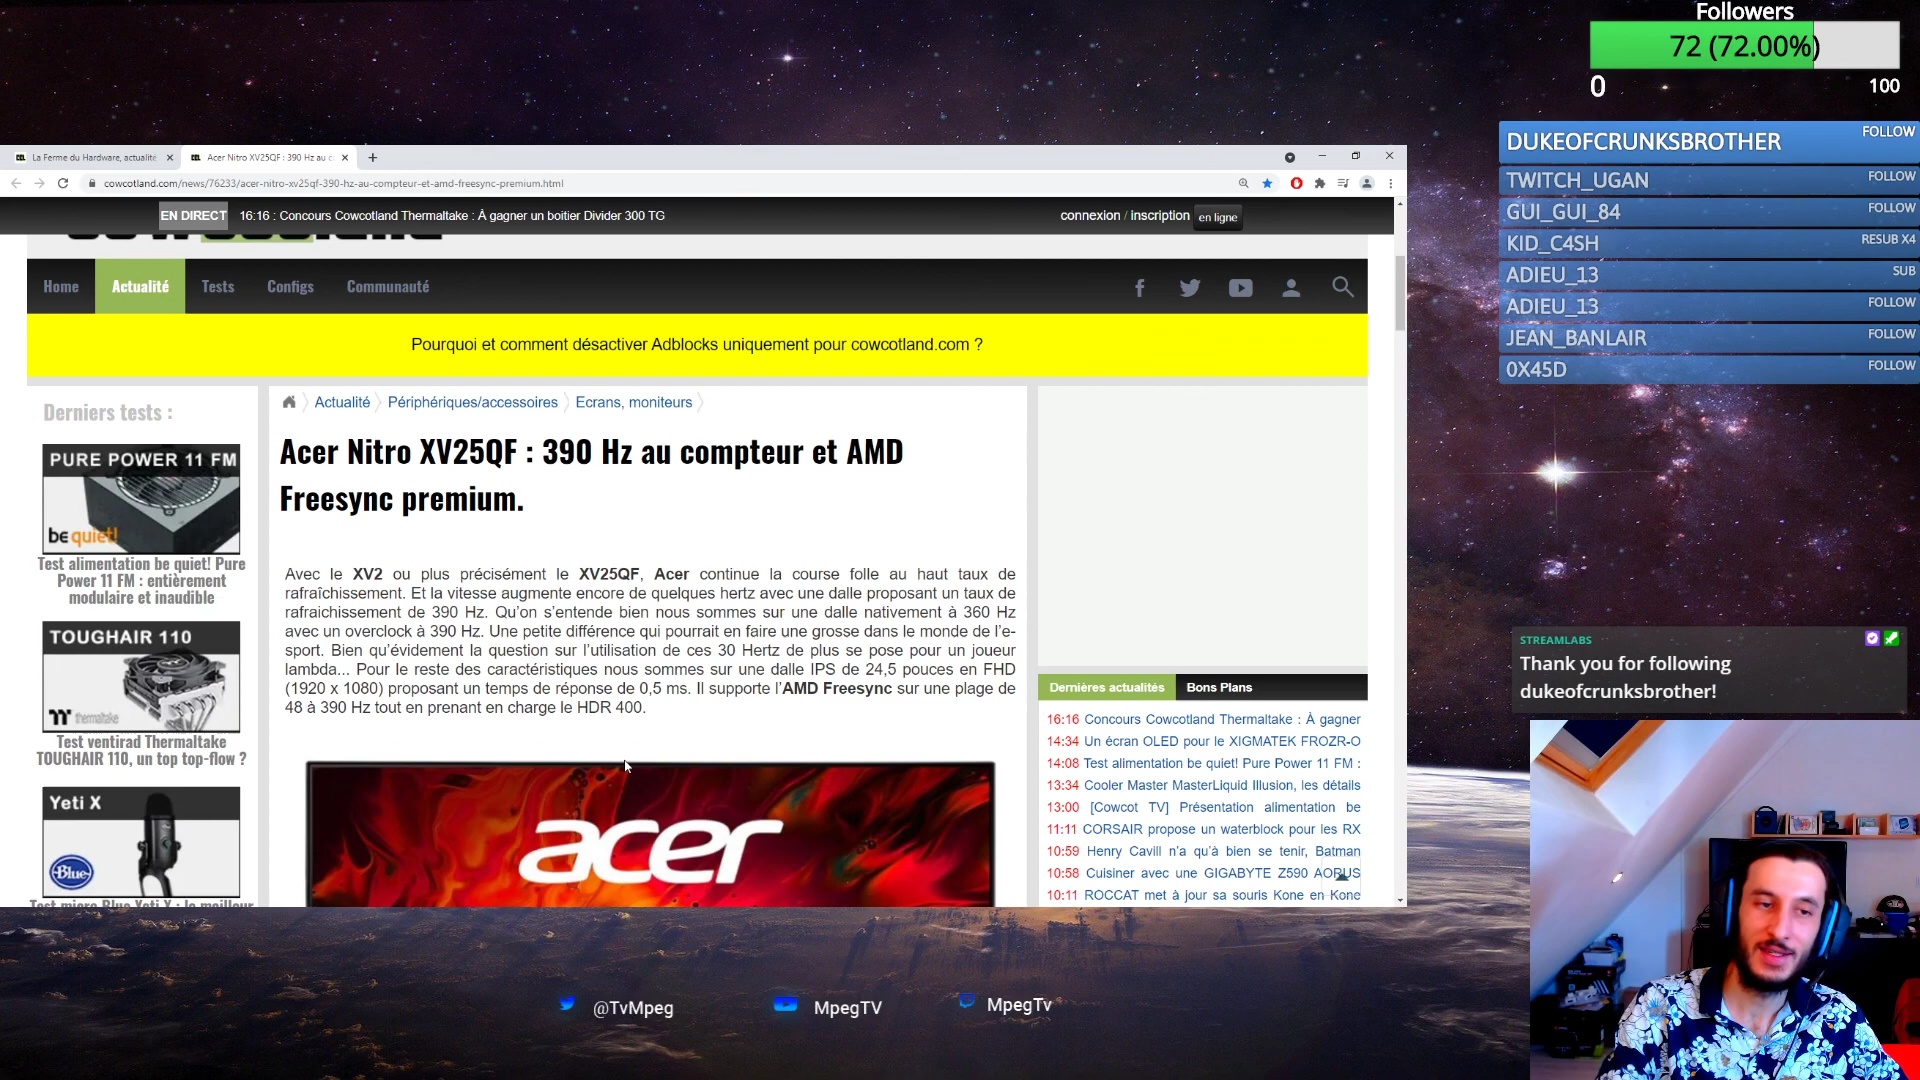 Followers
72 (72.00%)
0
100
DUKEOFCRUNKSBROTHER FOLLOW
TWITCH_UGAN FOLLOW
GUI_GUI_84 FOLLOW
KID_C4SH RESUB X4
ADIEU_13 SUB
ADIEU_13 FOLLOW
JEAN_BANLAIR FOLLOW
0X45D FOLLOW
La Ferme du Hardware, actualité
Acer Nitro XV25QF : 390 Hz au c
cowcotland.com/news/76233/acer-nitro-xv25qf-390-hz-au-compteur-et-amd-freesync-premium.html
EN DIRECT 16:16 : Concours Cowcotland Thermaltake : À gagner un boitier Divider 300 TG
connexion / inscription en ligne
Home Actualité Tests Configs Communauté
Pourquoi et comment désactiver Adblocks uniquement pour cowcotland.com ?
Derniers tests :
PURE POWER 11 FM
be quiet!
Test alimentation be quiet! Pure
Power 11 FM : entièrement
modulaire et inaudible
TOUGHAIR 110
thermaltake
Test ventirad Thermaltake
TOUGHAIR 110, un top top-flow ?
Yeti X
Blue
Test micro Blue Yeti X : le meilleur
Actualité Périphériques/accessoires Ecrans, moniteurs
Acer Nitro XV25QF : 390 Hz au compteur et AMD
Freesync premium.
Avec le XV2 ou plus précisément le XV25QF, Acer continue la course folle au haut taux de
rafraîchissement. Et la vitesse augmente encore de quelques hertz avec une dalle proposant un taux de
rafraichissement de 390 Hz. Qu'on s'entende bien nous sommes sur une dalle nativement à 360 Hz
avec un overclock à 390 Hz. Une petite différence qui pourrait en faire une grosse dans le monde de l'e-
sport. Bien qu'évidement la question sur l'utilisation de ces 30 Hertz de plus se pose pour un joueur
lambda... Pour le reste des caractéristiques nous sommes sur une dalle IPS de 24,5 pouces en FHD
(1920 x 1080) proposant un temps de réponse de 0,5 ms. Il supporte l'AMD Freesync sur une plage de
48 à 390 Hz tout en prenant en charge le HDR 400.
acer
Dernières actualités Bons Plans
16:16 Concours Cowcotland Thermaltake : À gagner
14:34 Un écran OLED pour le XIGMATEK FROZR-O
14:08 Test alimentation be quiet! Pure Power 11 FM :
13:34 Cooler Master MasterLiquid Illusion, les détails
13:00 [Cowcot TV] Présentation alimentation be
11:11 CORSAIR propose un waterblock pour les RX
10:59 Henry Cavill n'a qu'à bien se tenir, Batman
10:58 Cuisiner avec une GIGABYTE Z590 AORUS
10:11 ROCCAT met à jour sa souris Kone en Kone
STREAMLABS
Thank you for following
dukeofcrunksbrother!
@TvMpeg
MpegTV
MpegTv